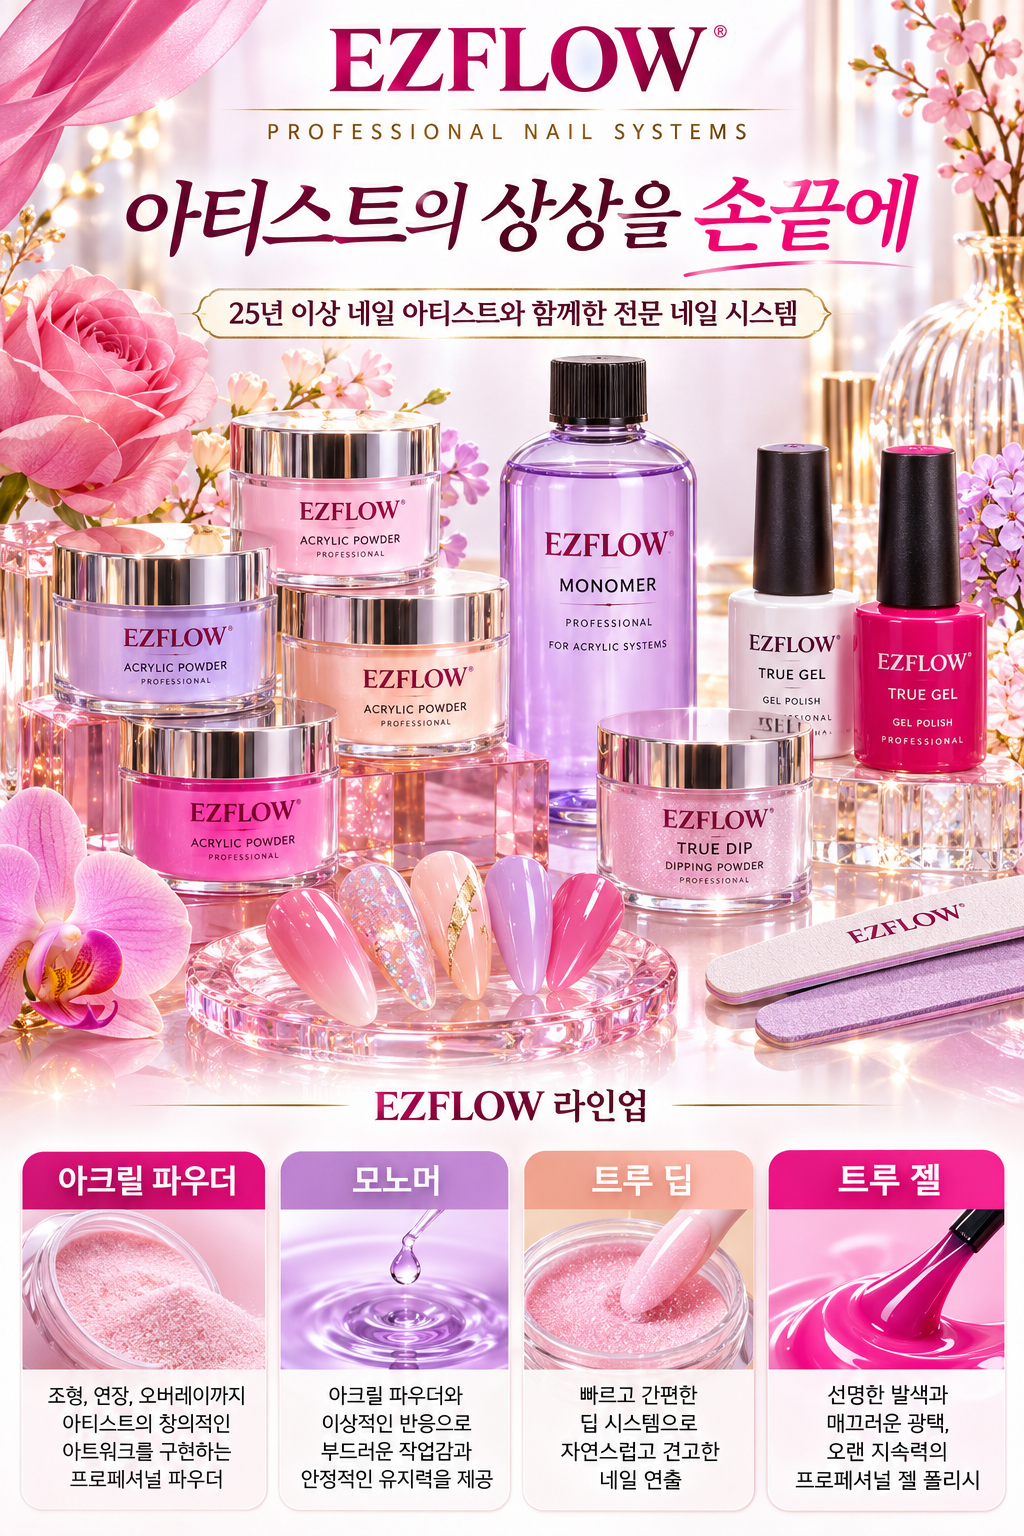 EZFLOW®
PROFESSIONAL NAIL SYSTEMS
아티스트의 상상을 손끝에
25년 이상 네일 아티스트와 함께한 전문 네일 시스템
EZFLOW®
ACRYLIC POWDER
PROFESSIONAL
EZFLOW®
ACRYLIC POWDER
PROFESSIONAL
EZFLOW®
ACRYLIC POWDER
PROFESSIONAL
EZFLOW®
ACRYLIC POWDER
PROFESSIONAL
EZFLOW®
MONOMER
PROFESSIONAL
FOR ACRYLIC SYSTEMS
EZFLOW®
TRUE GEL
GEL POLISH
EZFLOW®
TRUE GEL
GEL POLISH
PROFESSIONAL
EZFLOW®
TRUE DIP
DIPPING POWDER
PROFESSIONAL
EZFLOW®
EZFLOW 라인업
아크릴 파우더
조형, 연장, 오버레이까지
아티스트의 창의적인
아트워크를 구현하는
프로페셔널 파우더
모노머
아크릴 파우더와
이상적인 반응으로
부드러운 작업감과
안정적인 유지력을 제공
트루 딥
빠르고 간편한
딥 시스템으로
자연스럽고 견고한
네일 연출
트루 젤
선명한 발색과
매끄러운 광택,
오랜 지속력의
프로페셔널 젤 폴리시